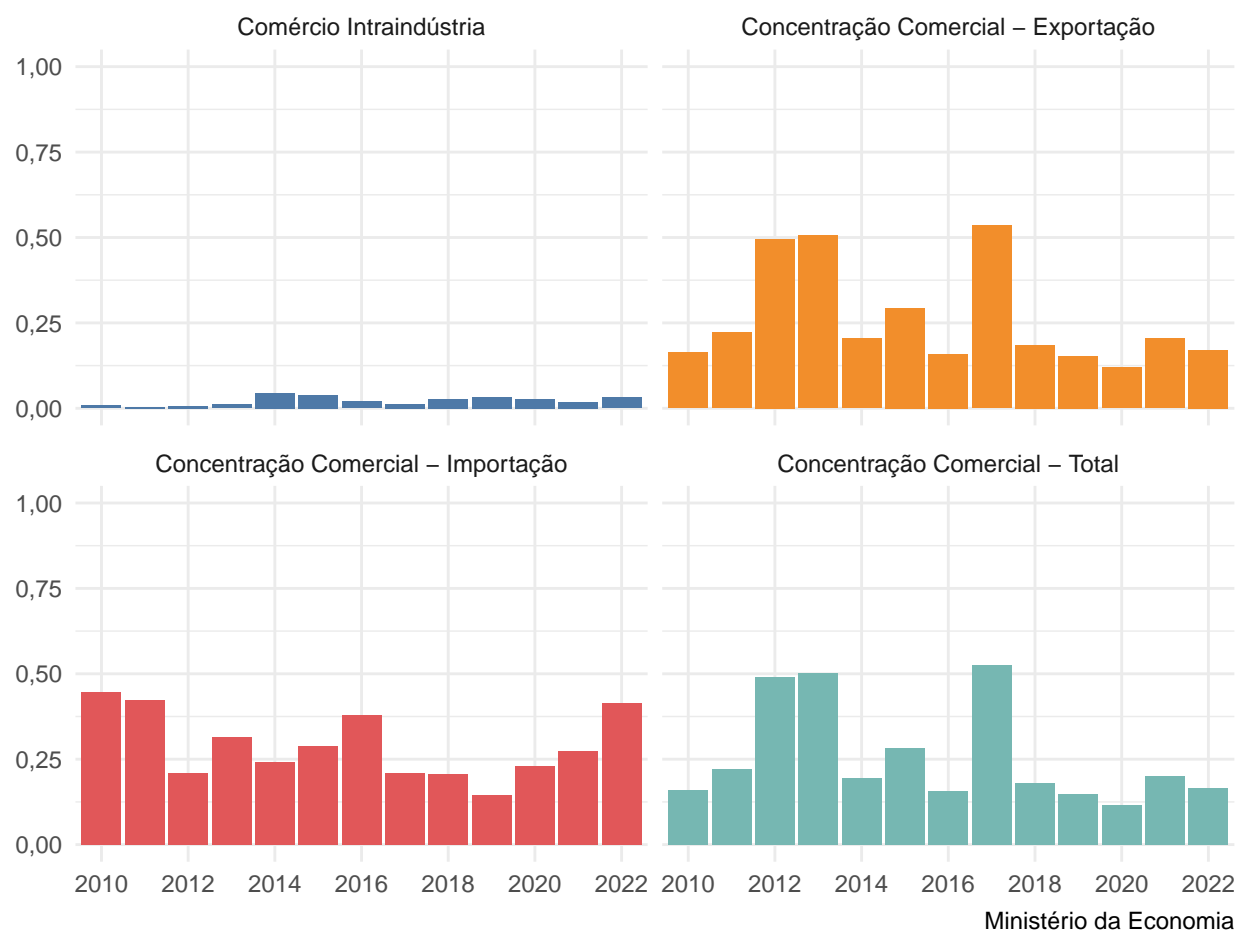 Comércio Intraindústria
Concentração Comercial – Exportação
1,00
0,75
0,50
0,25
0,00
Concentração Comercial – Importação
Concentração Comercial – Total
1,00
0,75
0,50
0,25
0,00
2010 2012 2014 2016 2018 2020 2022
2010 2012 2014 2016 2018 2020 2022
Ministério da Economia